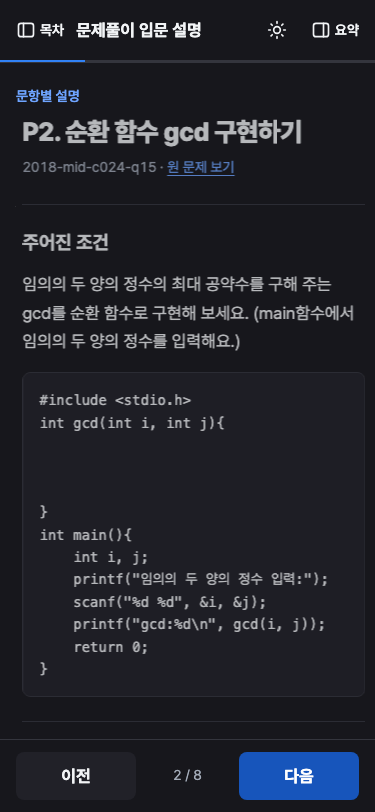 목차 문제풀이 입문 설명 요약
문항별 설명
P2. 순환 함수 gcd 구현하기
2018-mid-c024-q15 · 원 문제 보기
주어진 조건
임의의 두 양의 정수의 최대 공약수를 구해 주는
gcd를 순환 함수로 구현해 보세요. (main함수에서
임의의 두 양의 정수를 입력해요.)
#include <stdio.h>
int gcd(int i, int j){
}
int main(){
    int i, j;
    printf("임의의 두 양의 정수 입력:");
    scanf("%d %d", &i, &j);
    printf("gcd:%d\n", gcd(i, j));
    return 0;
}
이전 2 / 8 다음